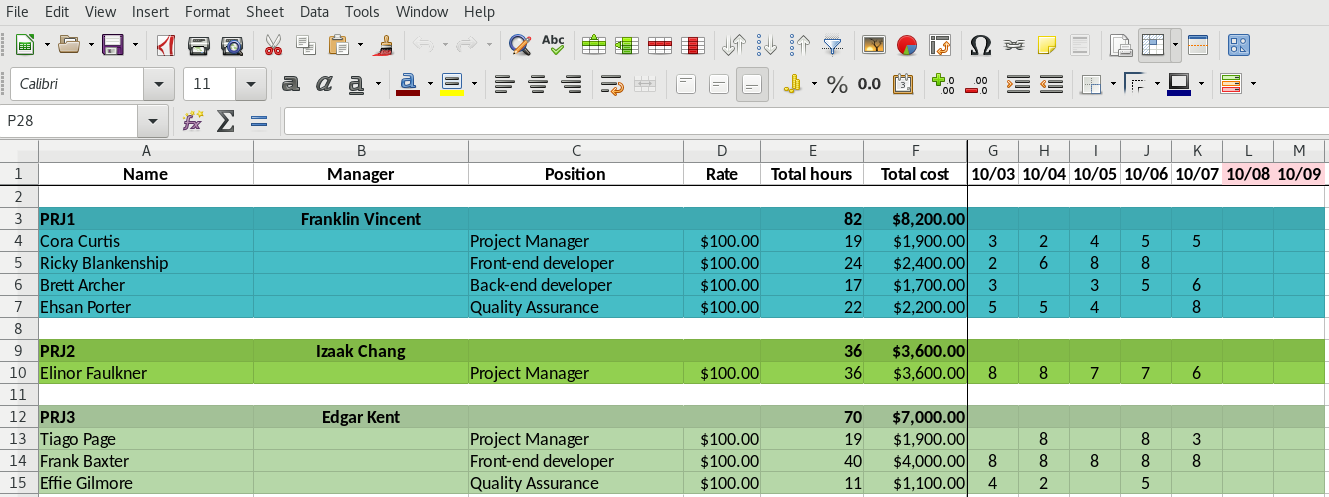 File Edit View Insert Format Sheet Data Tools Window Help
Abc
Calibri 11 a a a a % 0.0 .00 .00
P28 fx Σ =
A B C D E F G H I J K L M
1 Name Manager Position Rate Total hours Total cost 10/03 10/04 10/05 10/06 10/07 10/08 10/09
2
3 PRJ1 Franklin Vincent 82 $8,200.00
4 Cora Curtis Project Manager $100.00 19 $1,900.00 3 2 4 5 5
5 Ricky Blankenship Front-end developer $100.00 24 $2,400.00 2 6 8 8
6 Brett Archer Back-end developer $100.00 17 $1,700.00 3 3 5 6
7 Ehsan Porter Quality Assurance $100.00 22 $2,200.00 5 5 4 8
8
9 PRJ2 Izaak Chang 36 $3,600.00
10 Elinor Faulkner Project Manager $100.00 36 $3,600.00 8 8 7 7 6
11
12 PRJ3 Edgar Kent 70 $7,000.00
13 Tiago Page Project Manager $100.00 19 $1,900.00 8 8 3
14 Frank Baxter Front-end developer $100.00 40 $4,000.00 8 8 8 8 8
15 Effie Gilmore Quality Assurance $100.00 11 $1,100.00 4 2 5